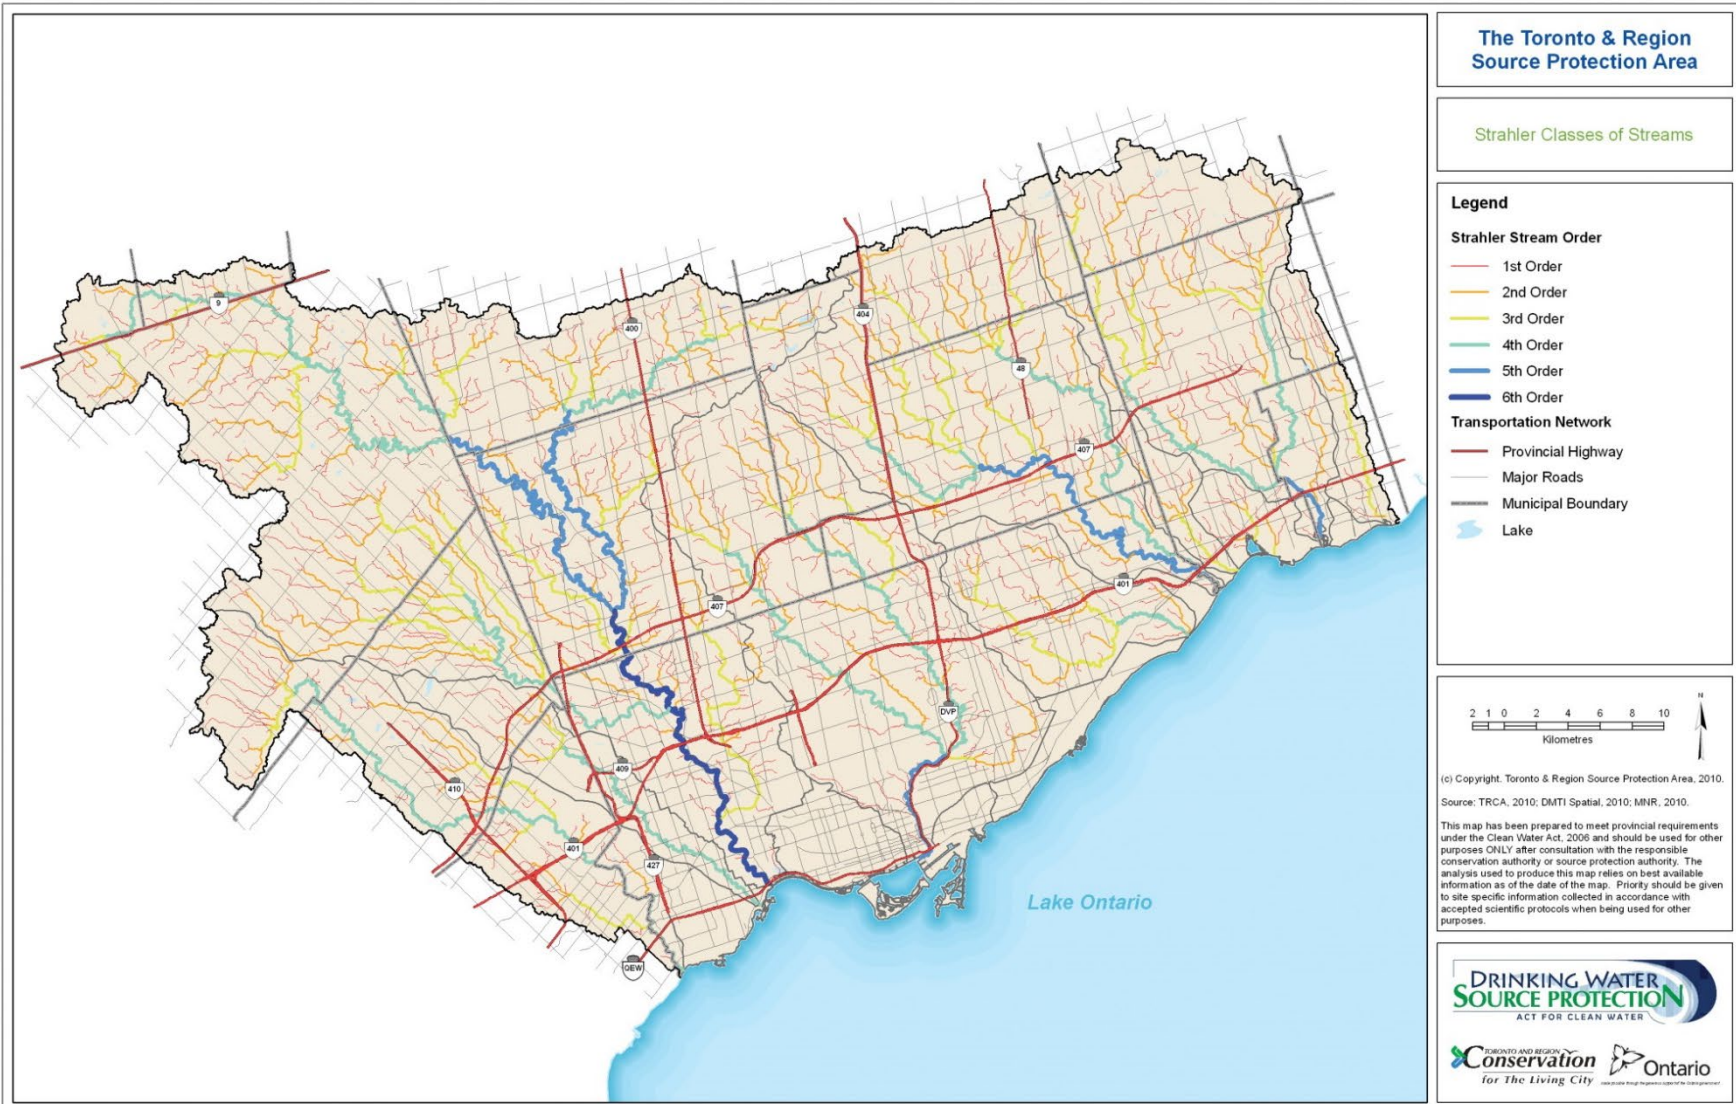 The Toronto & Region
Source Protection Area
Strahler Classes of Streams
Legend
Strahler Stream Order
1st Order
2nd Order
3rd Order
4th Order
5th Order
6th Order
Transportation Network
Provincial Highway
Major Roads
Municipal Boundary
Lake
9
400
404
48
407
407
401
DVP
409
410
401
427
QEW
Lake Ontario
N
2 1 0 2 4 6 8 10
Kilometres
(c) Copyright. Toronto & Region Source Protection Area, 2010.
Source: TRCA, 2010; DMTI Spatial, 2010; MNR, 2010.
This map has been prepared to meet provincial requirements
under the Clean Water Act, 2006 and should be used for other
purposes ONLY after consultation with the responsible
conservation authority or source protection authority. The
analysis used to produce this map relies on best available
information as of the date of the map. Priority should be given
to site specific information collected in accordance with
accepted scientific protocols when being used for other
purposes.
DRINKING WATER
SOURCE PROTECTION
ACT FOR CLEAN WATER
TORONTO AND REGION
Conservation
for The Living City
Ontario